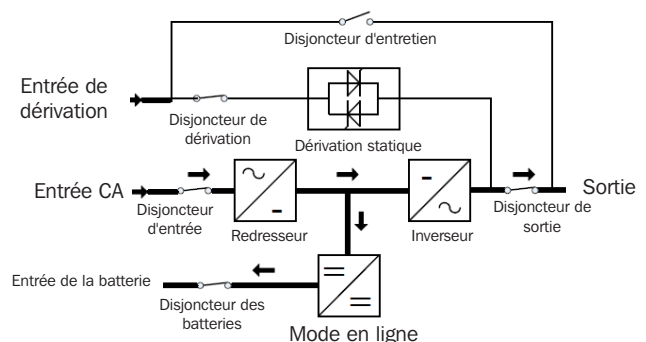 Disjoncteur d'entretien
Entrée de
dérivation
Disjoncteur de
dérivation
Dérivation statique
Entrée CA
Disjoncteur
d'entrée
Redresseur
Inverseur
Disjoncteur de
sortie
Sortie
Entrée de la batterie
Disjoncteur des
batteries
Mode en ligne